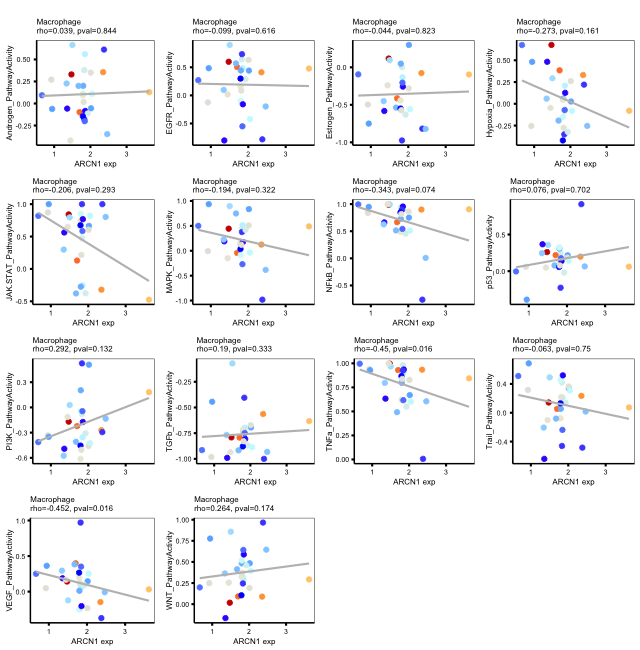 Macrophage
rho=0.039, pval=0.844
Androgen_PathwayActivity
0.50
0.25
0.00
-0.25
1 2 3
ARCN1 exp
Macrophage
rho=-0.099, pval=0.616
EGFR_PathwayActivity
0.5
0.0
-0.5
1 2 3
ARCN1 exp
Macrophage
rho=-0.044, pval=0.823
Estrogen_PathwayActivity
0.0
-0.5
-1.0
1 2 3
ARCN1 exp
Macrophage
rho=-0.273, pval=0.161
Hypoxia_PathwayActivity
0.50
0.25
0.00
-0.25
1 2 3
ARCN1 exp
Macrophage
rho=-0.206, pval=0.293
JAK-STAT_PathwayActivity
1.0
0.5
0.0
-0.5
1 2 3
ARCN1 exp
Macrophage
rho=-0.194, pval=0.322
MAPK_PathwayActivity
1.0
0.5
0.0
-0.5
-1.0
1 2 3
ARCN1 exp
Macrophage
rho=-0.343, pval=0.074
NFkB_PathwayActivity
1.0
0.5
0.0
-0.5
1 2 3
ARCN1 exp
Macrophage
rho=0.076, pval=0.702
p53_PathwayActivity
0.5
0.0
1 2 3
ARCN1 exp
Macrophage
rho=0.292, pval=0.132
PI3K_PathwayActivity
0.3
0.0
-0.3
-0.6
1 2 3
ARCN1 exp
Macrophage
rho=0.19, pval=0.333
TGFb_PathwayActivity
-0.25
-0.50
-0.75
-1.00
1 2 3
ARCN1 exp
Macrophage
rho=-0.45, pval=0.016
TNFa_PathwayActivity
1.00
0.75
0.50
0.25
0.00
1 2 3
ARCN1 exp
Macrophage
rho=-0.063, pval=0.75
Trail_PathwayActivity
0.4
0.0
-0.4
1 2 3
ARCN1 exp
Macrophage
rho=-0.452, pval=0.016
VEGF_PathwayActivity
1.0
0.5
0.0
1 2 3
ARCN1 exp
Macrophage
rho=0.264, pval=0.174
WNT_PathwayActivity
0.75
0.50
0.25
0.00
1 2 3
ARCN1 exp